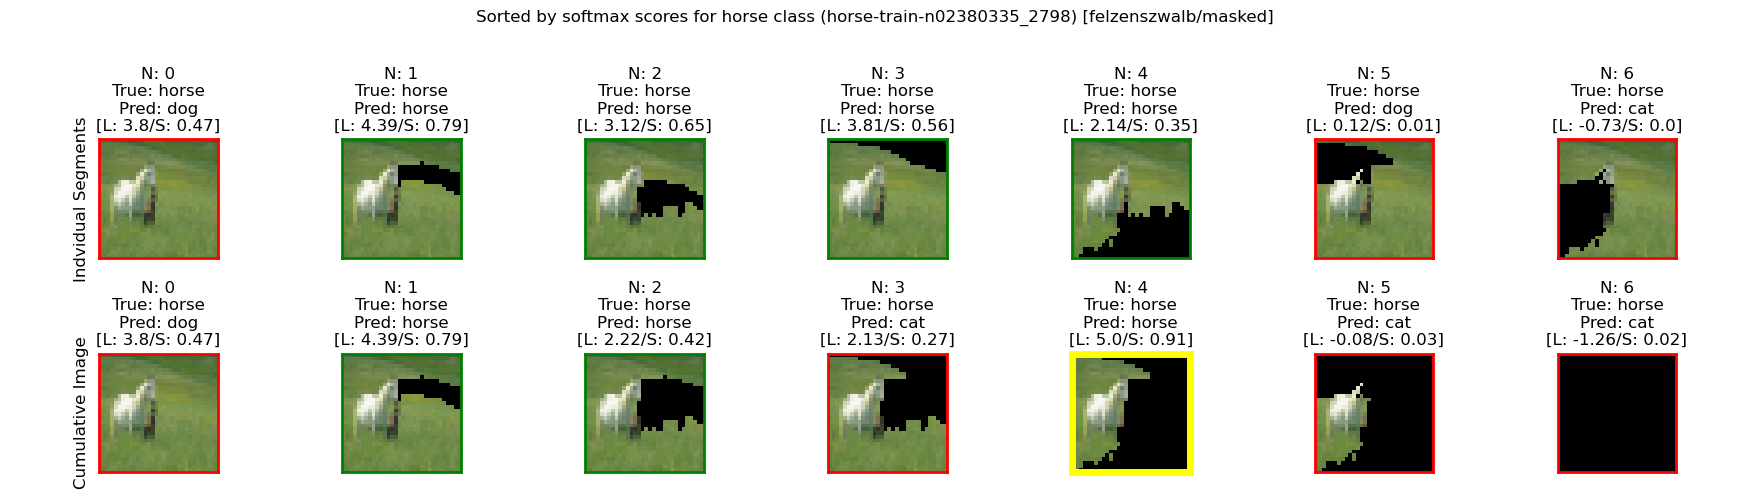 Sorted by softmax scores for horse class (horse-train-n02380335_2798) [felzenszwalb/masked]
Indvidual Segments
N: 0
True: horse
Pred: dog
[L: 3.8/S: 0.47]
N: 1
True: horse
Pred: horse
[L: 4.39/S: 0.79]
N: 2
True: horse
Pred: horse
[L: 3.12/S: 0.65]
N: 3
True: horse
Pred: horse
[L: 3.81/S: 0.56]
N: 4
True: horse
Pred: horse
[L: 2.14/S: 0.35]
N: 5
True: horse
Pred: dog
[L: 0.12/S: 0.01]
N: 6
True: horse
Pred: cat
[L: -0.73/S: 0.0]
Cumulative Image
N: 0
True: horse
Pred: dog
[L: 3.8/S: 0.47]
N: 1
True: horse
Pred: horse
[L: 4.39/S: 0.79]
N: 2
True: horse
Pred: horse
[L: 2.22/S: 0.42]
N: 3
True: horse
Pred: cat
[L: 2.13/S: 0.27]
N: 4
True: horse
Pred: horse
[L: 5.0/S: 0.91]
N: 5
True: horse
Pred: cat
[L: -0.08/S: 0.03]
N: 6
True: horse
Pred: cat
[L: -1.26/S: 0.02]